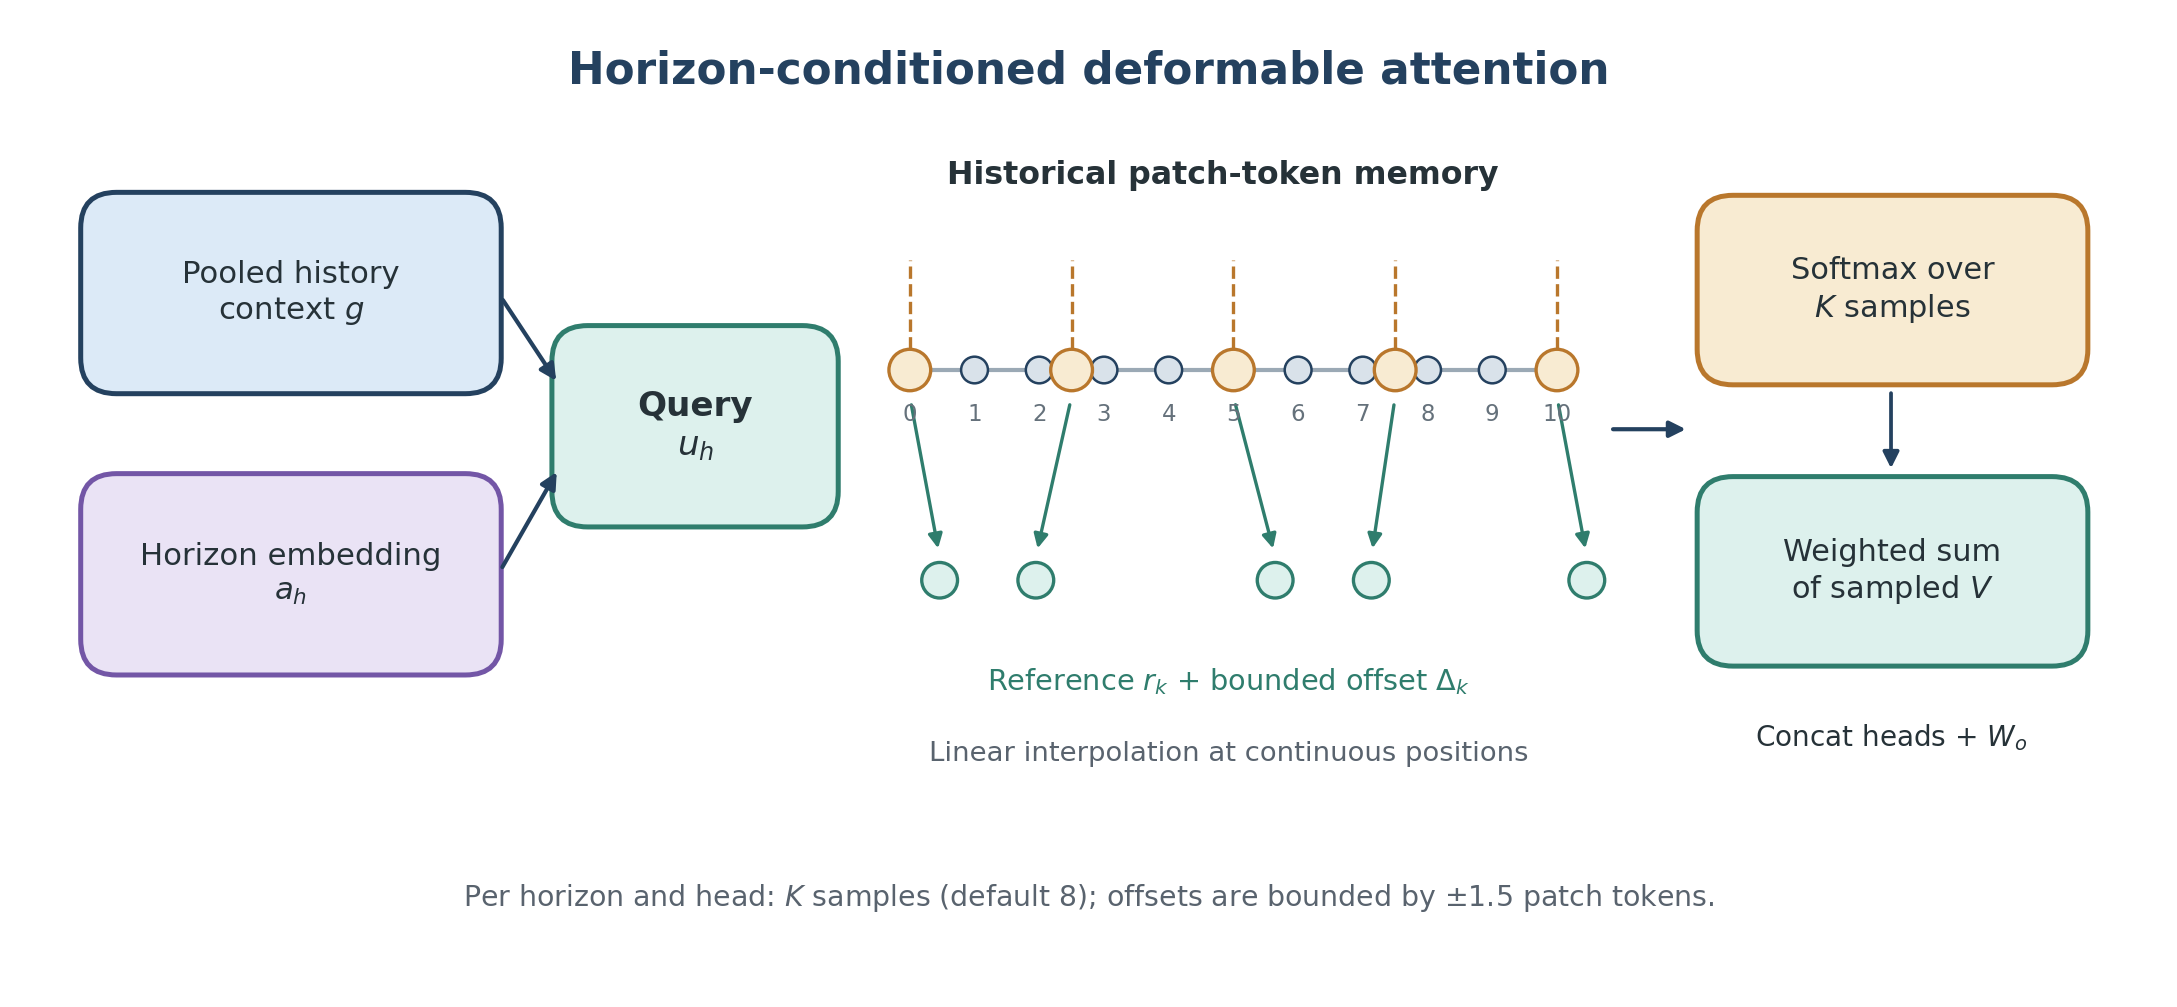 Horizon-conditioned deformable attention
Historical patch-token memory
Pooled history
context g
Horizon embedding
a_h
Query
u_h
0 1 2 3 4 5 6 7 8 9 10
Reference r_k + bounded offset Δ_k
Linear interpolation at continuous positions
Softmax over
K samples
Weighted sum
of sampled V
Concat heads + W_o
Per horizon and head: K samples (default 8); offsets are bounded by ±1.5 patch tokens.